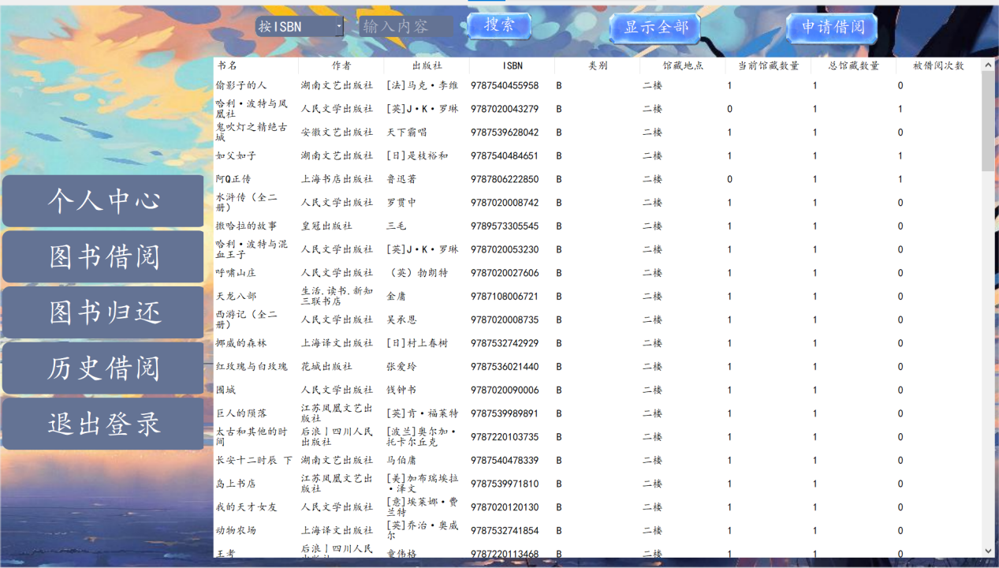 按ISBN 输入内容 搜索 显示全部 申请借阅
书名 作者 出版社 ISBN 类别 馆藏地点 当前馆藏数量 总馆藏数量 被借阅次数
偷影子的人 湖南文艺出版社 [法]马克·李维 9787540455958 B 二楼 1 1 0
哈利·波特与凤
凰社 人民文学出版社 [英]J·K·罗琳 9787020043279 B 二楼 0 1 1
鬼吹灯之精绝古
城 安徽文艺出版社 天下霸唱 9787539628042 B 二楼 1 1 0
如父如子 湖南文艺出版社 [日]是枝裕和 9787540484651 B 二楼 1 1 1
阿Q正传 上海书店出版社 鲁迅著 9787806222850 B 二楼 0 1 1
水浒传（全二
册） 人民文学出版社 罗贯中 9787020008742 B 二楼 1 1 0
撒哈拉的故事 皇冠出版社 三毛 9789573305545 B 二楼 1 1 0
哈利·波特与混
血王子 人民文学出版社 [英]J·K·罗琳 9787020053230 B 二楼 1 1 0
呼啸山庄 人民文学出版社 （英）勃朗特 9787020027606 B 二楼 1 1 0
天龙八部 生活.读书.新知
三联书店 金庸 9787108006721 B 二楼 1 1 0
西游记（全二
册） 人民文学出版社 吴承恩 9787020008735 B 二楼 1 1 0
挪威的森林 上海译文出版社 [日]村上春树 9787532742929 B 二楼 1 1 0
红玫瑰与白玫瑰 花城出版社 张爱玲 9787536021440 B 二楼 1 1 0
围城 人民文学出版社 钱钟书 9787020090006 B 二楼 1 1 0
巨人的陨落 江苏凤凰文艺出
版社 [英]肯·福莱特 9787539989891 B 二楼 1 1 0
太古和其他的时
间 后浪丨四川人民
出版社 [波兰]奥尔加·
托卡尔丘克 9787220103735 B 二楼 1 1 0
长安十二时辰 下 湖南文艺出版社 马伯庸 9787540478339 B 二楼 1 1 0
岛上书店 江苏凤凰文艺出
版社 [美]加布瑞埃拉
·泽文 9787539971810 B 二楼 1 1 0
我的天才女友 人民文学出版社 [意]埃莱娜·费
兰特 9787020120130 B 二楼 1 1 0
动物农场 上海译文出版社 [英]乔治·奥威
尔 9787532741854 B 二楼 1 1 0
王考 后浪丨四川人民
童伟格 9787220113468 B 二楼 1 1 0
个人中心
图书借阅
图书归还
历史借阅
退出登录